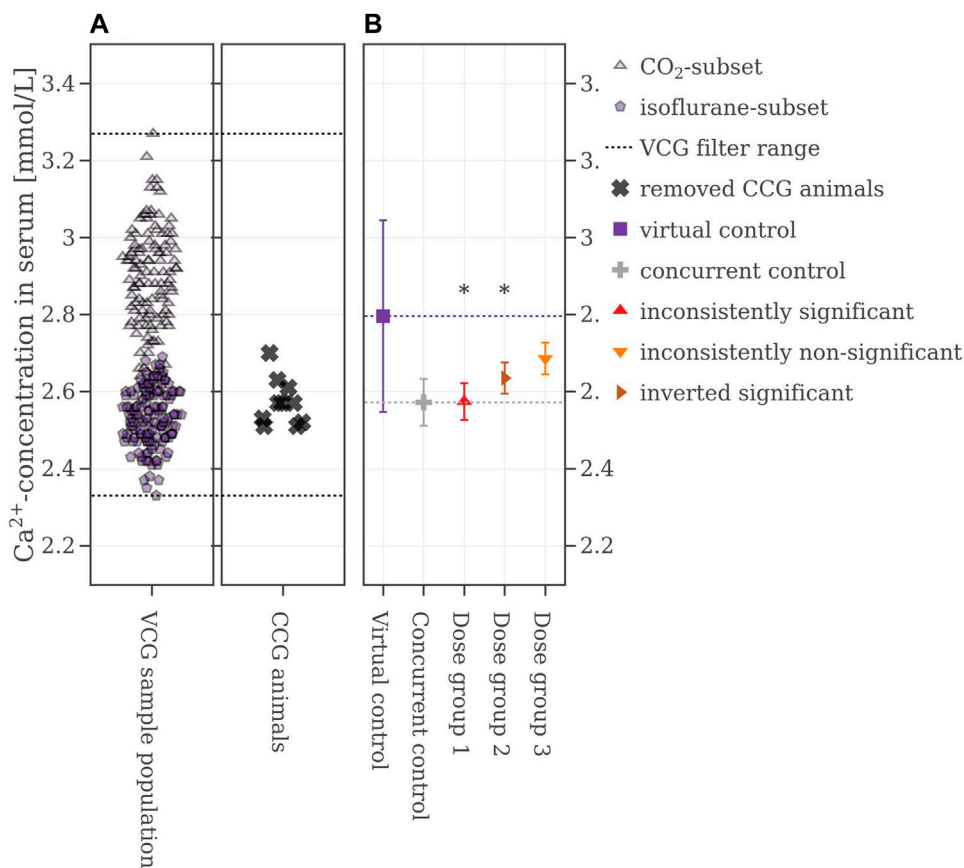 A
B
Ca2+-concentration in serum [mmol/L]
3.4
3.2
3
2.8
2.6
2.4
2.2
3.
3.
3
2.
2.
2.4
2.2
* *
VCG sample population
CCG animals
Virtual control
Concurrent control
Dose group 1
Dose group 2
Dose group 3
CO2-subset
isoflurane-subset
VCG filter range
removed CCG animals
virtual control
concurrent control
inconsistently significant
inconsistently non-significant
inverted significant